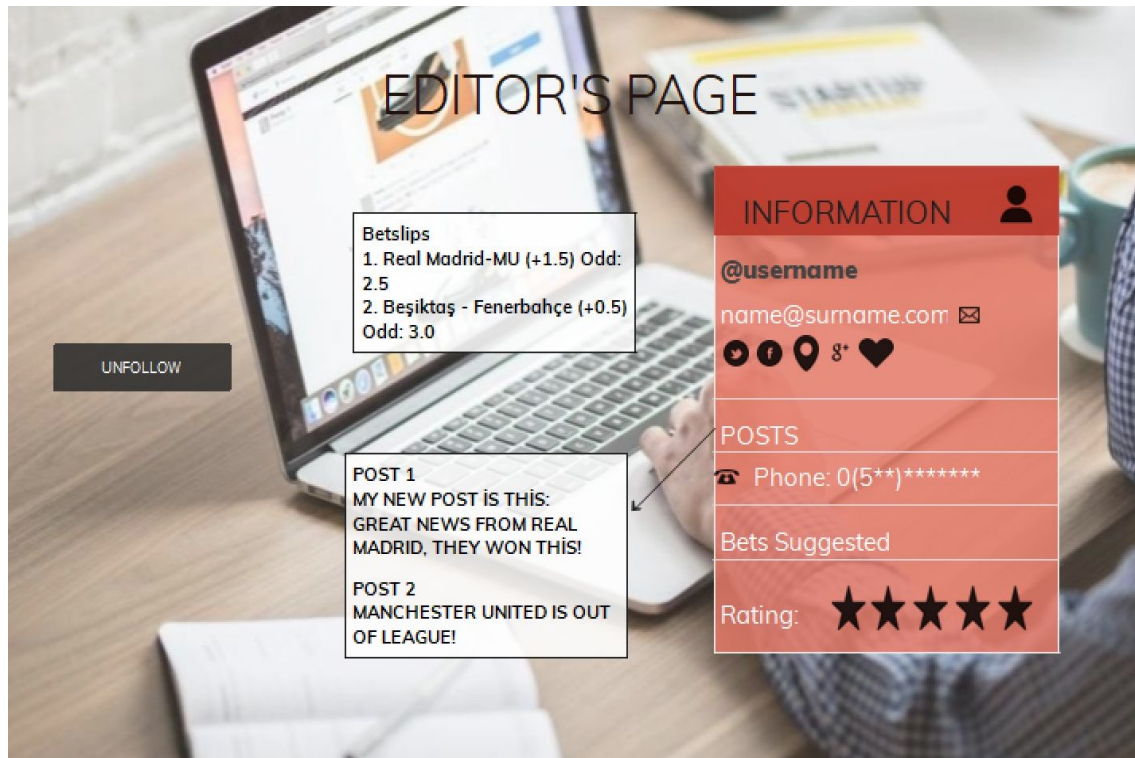 EDITOR'S PAGE
STARTUP
INFORMATION
@username
name@surname.com
g+
POSTS
Phone: 0(5**)*******
Bets Suggested
Rating:
Betslips
1. Real Madrid-MU (+1.5) Odd:
2.5
2. Beşiktaş - Fenerbahçe (+0.5)
Odd: 3.0
UNFOLLOW
POST 1
MY NEW POST İS THİS:
GREAT NEWS FROM REAL
MADRID, THEY WON THİS!
POST 2
MANCHESTER UNITED IS OUT
OF LEAGUE!